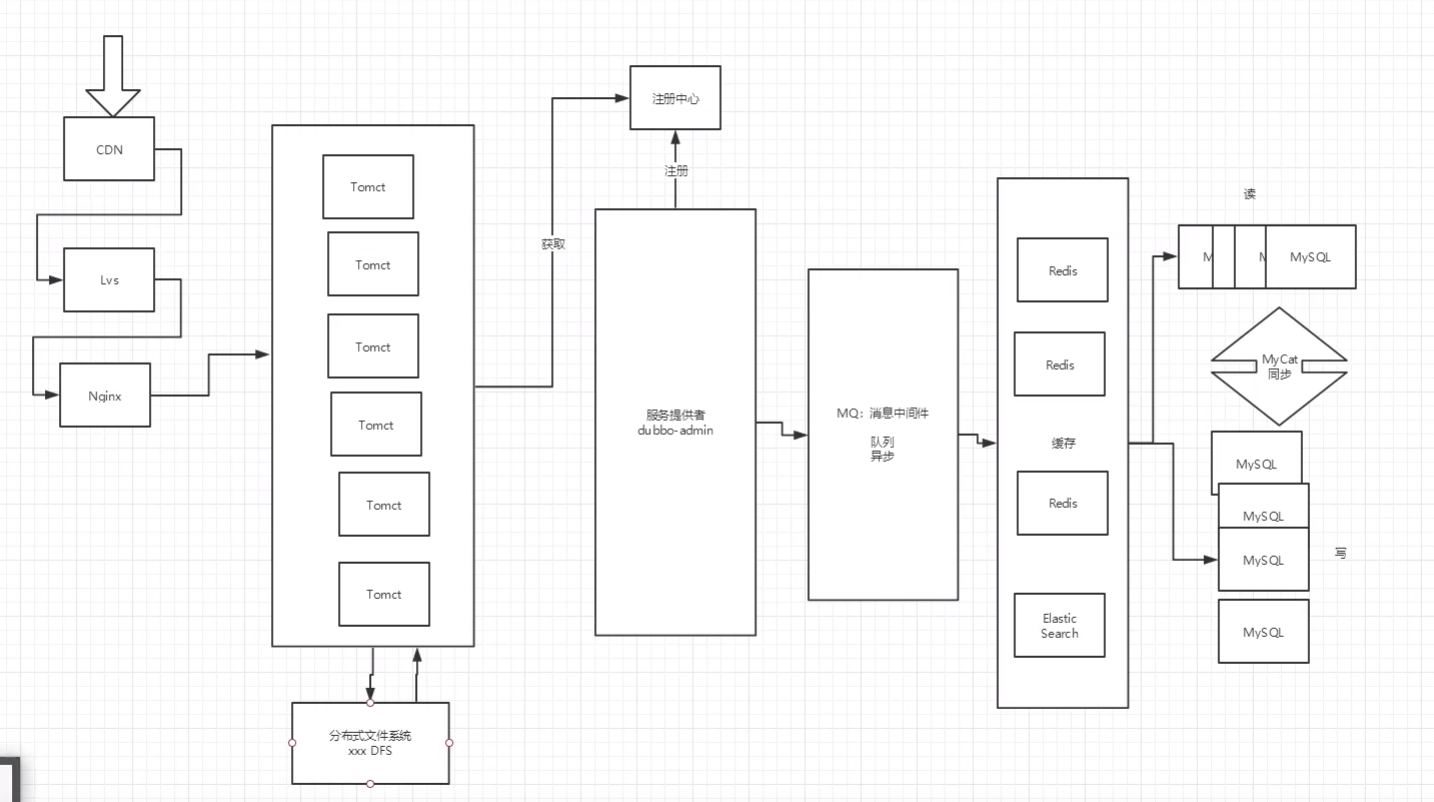 CDN
Lvs
Nginx
Tomct
Tomct
Tomct
Tomct
Tomct
Tomct
分布式文件系统
xxx DFS
获取
注册中心
注册
服务提供者
dubbo-admin
MQ：消息中间件
队列
异步
Redis
Redis
缓存
Redis
Elastic
Search
读
M
M
MySQL
MyCat
同步
MySQL
MySQL
MySQL
写
MySQL